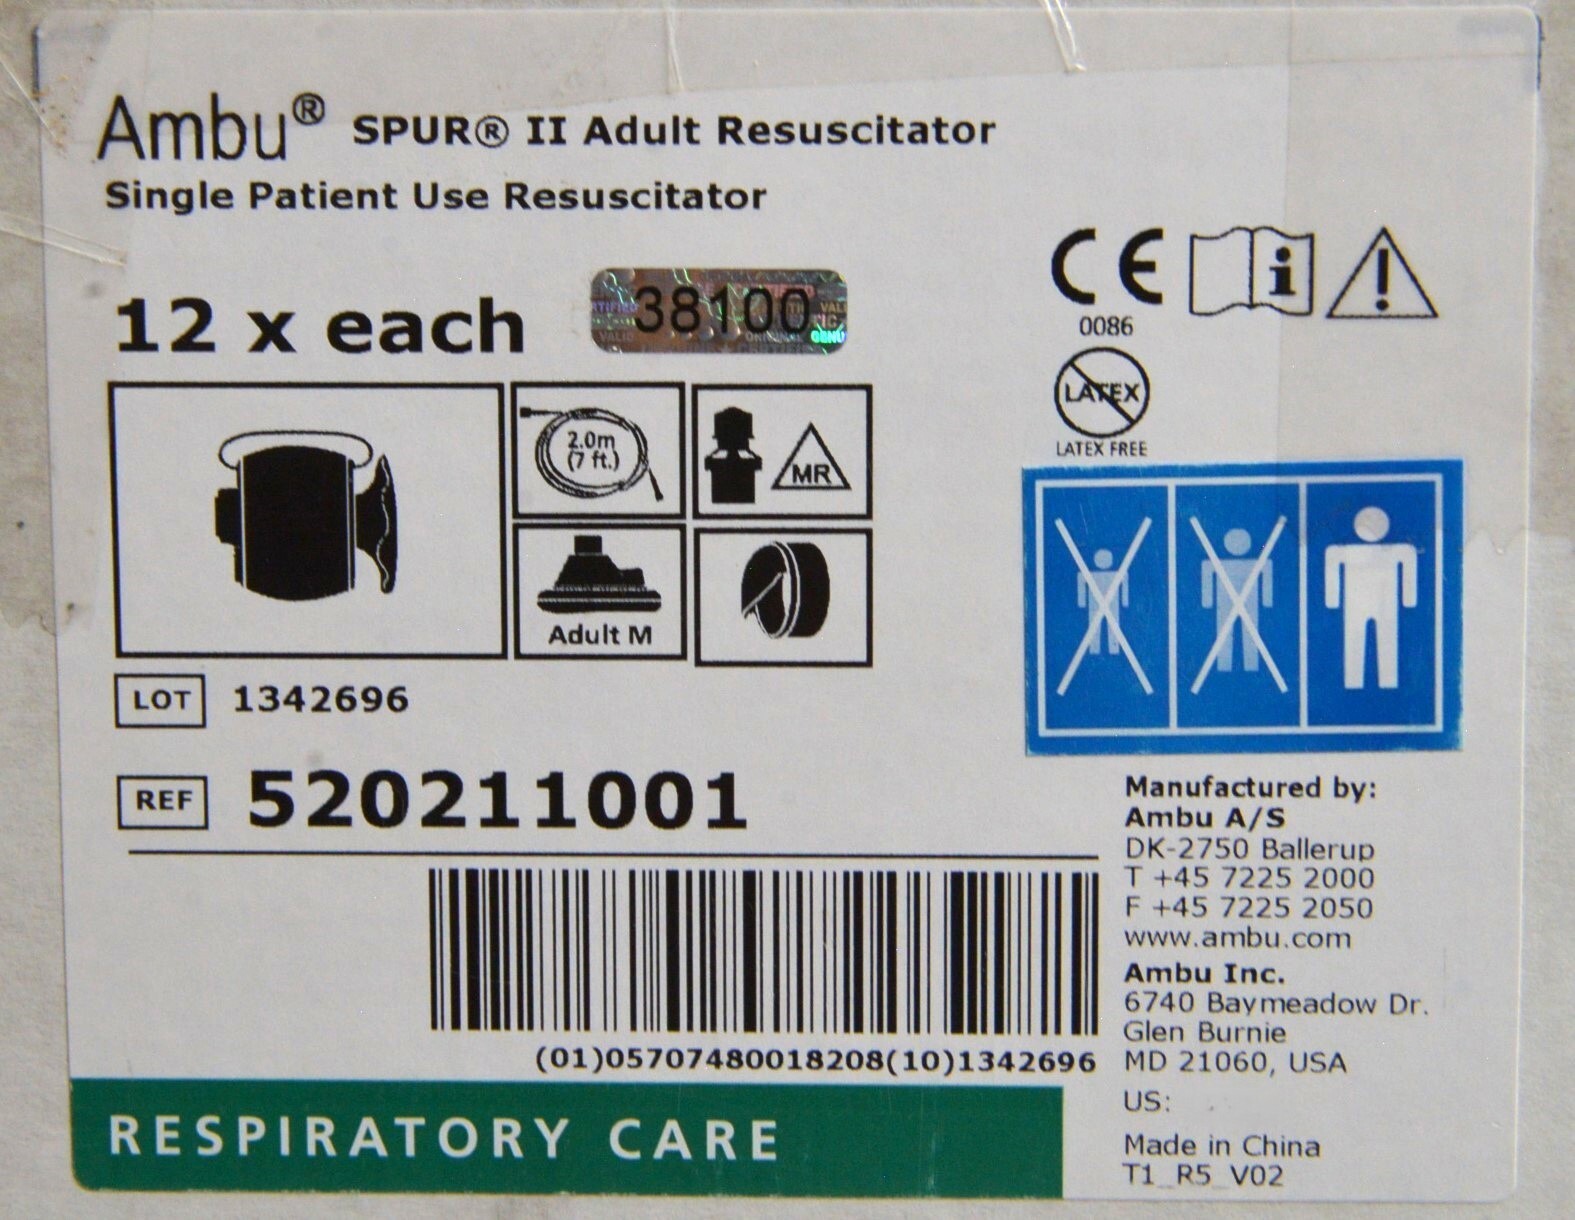 Ambu® SPUR® II Adult Resuscitator
Single Patient Use Resuscitator
12 x each
38100
CE
0086
LATEX
LATEX FREE
2.0m
(7 ft.)
MR
Adult M
LOT 1342696
REF 520211001
(01)05707480018208(10)1342696
Manufactured by:
Ambu A/S
DK-2750 Ballerup
T +45 7225 2000
F +45 7225 2050
www.ambu.com
Ambu Inc.
6740 Baymeadow Dr.
Glen Burnie
MD 21060, USA
US:
Made in China
T1_R5_V02
RESPIRATORY CARE